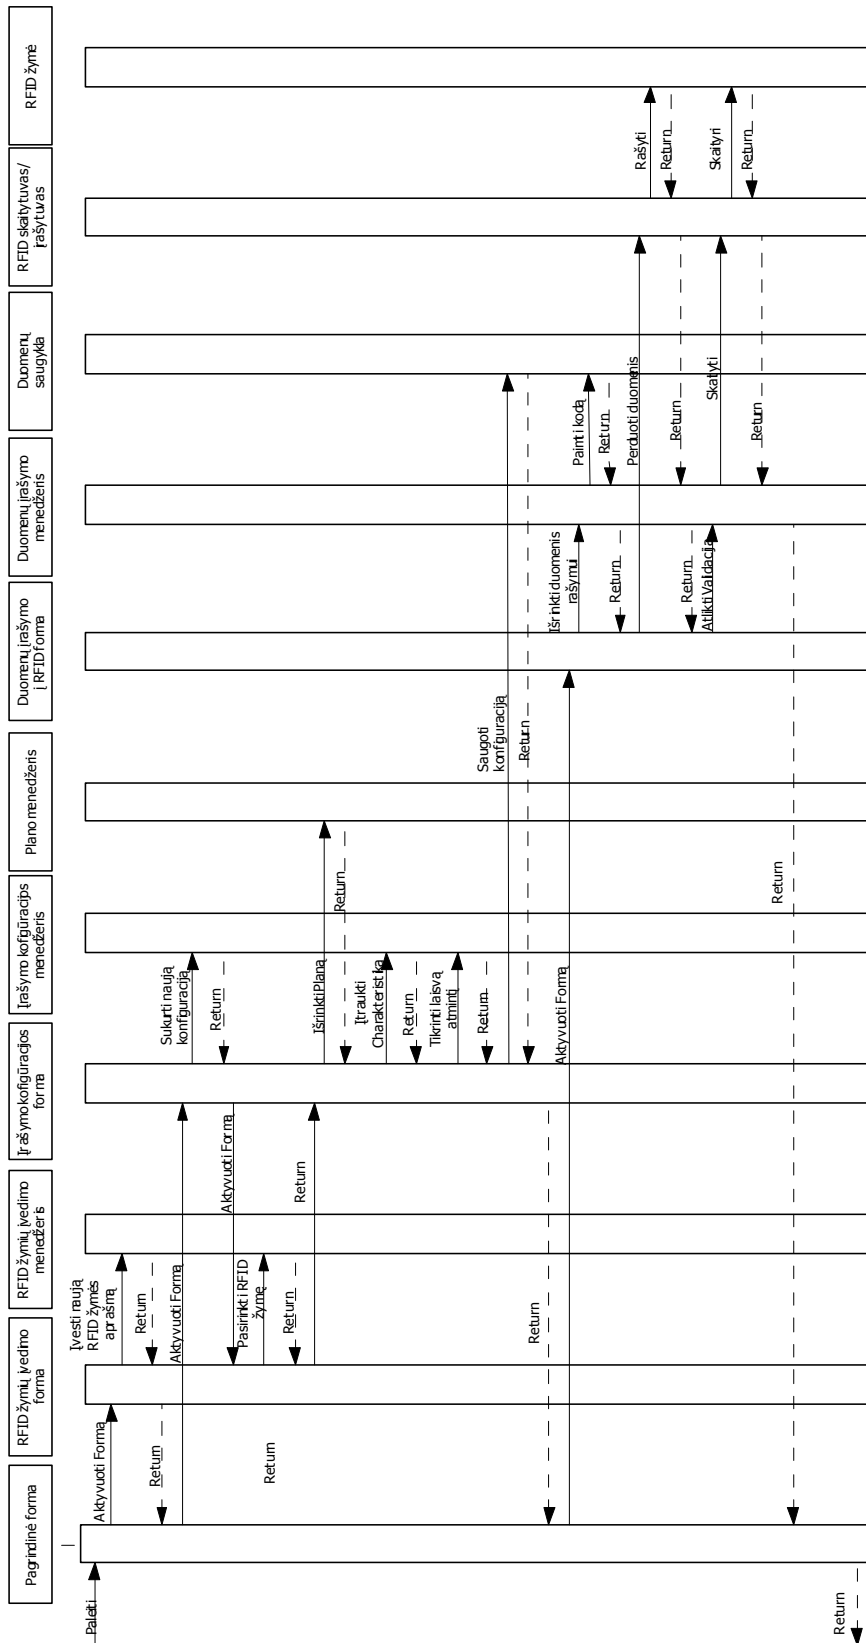 Pagrindinė forma
RFID žymių įvedimo
forma
RFID žymių įvedimo
menedžeris
Įrašymo kofigūracijos
forma
Įrašymo kofigūracijos
menedžeris
Plano menedžeris
Duomenų įrašymo
į RFID forma
Duomenų įrašymo
menedžeris
Duomenų
saugykla
RFID skaitytuvas/
įrašytuvas
RFID žymė
Paleiti
Aktyvuoti Formą
Įvesti naują
RFID žymės
aprašmą
Return
Return
Aktyvuoti Formą
Sukurti naują
konfiguraciją
Return
Aktyvuoti Formą
Pasirinkti RFID
žymę
Return
Return
Return
Išrinkti Planą
Return
Įtraukti
Charakteristiką
Return
Tikrinti laisvą
atmintį
Return
Saugoti
konfiguraciją
Return
Return
Aktyvuoti Formą
Išrinkti duomenis
rašymui
Paimti kodą
Return
Return
Perduoti duomenis
Rašyti
Return
Return
Return
Atlikti Validaciją
Skatyti
Skaityri
Return
Return
Return
Return